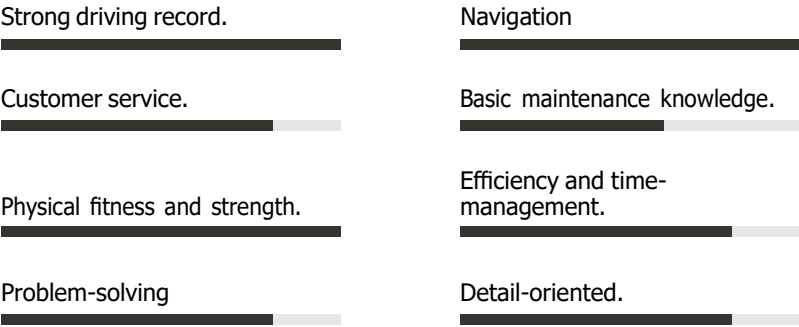 Strong driving record.
Navigation
Customer service.
Basic maintenance knowledge.
Physical fitness and strength.
Efficiency and time-
management.
Problem-solving
Detail-oriented.